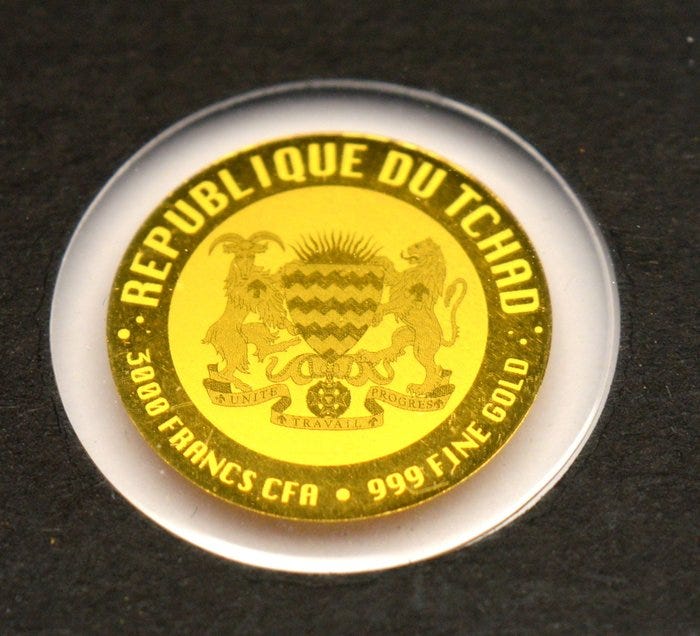 REPUBLIQUE DU TCHAD
UNITE TRAVAIL PROGRES
3000 FRANCS CFA • 999 FINE GOLD